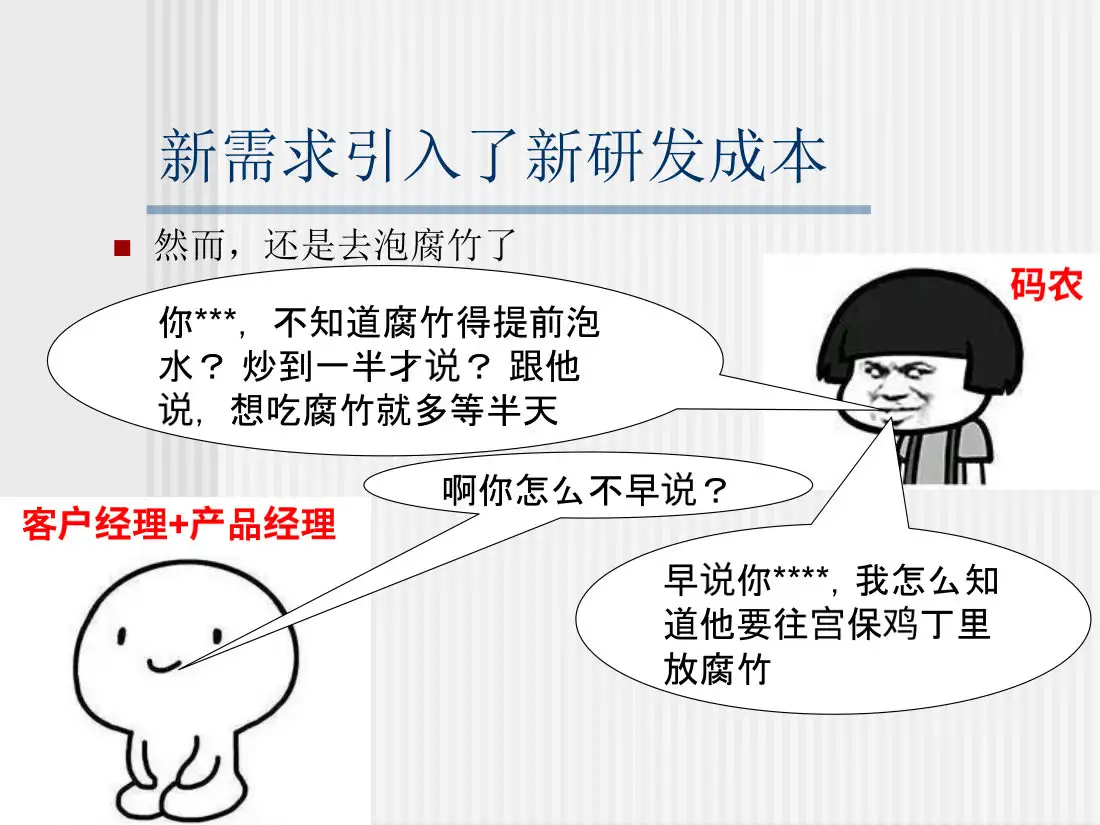 新需求引入了新研发成本
然而，还是去泡腐竹了
码农
你***，不知道腐竹得提前泡
水？炒到一半才说？跟他
说，想吃腐竹就多等半天
啊你怎么不早说？
客户经理+产品经理
早说你****，我怎么知
道他要往宫保鸡丁里
放腐竹